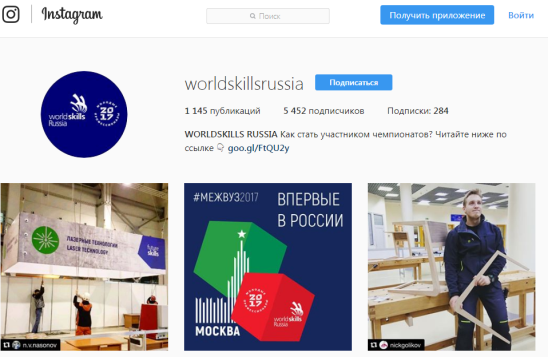 Instagram
Поиск
Получить приложение
Войти
worldskillsrussia
Подписаться
1 145 публикаций 5 452 подписчиков Подписки: 284
WORLDSKILLS RUSSIA Как стать участником чемпионатов? Читайте ниже по
ссылке 👇 goo.gl/FtQU2y
worldskills
Russia
2017
ЛАЗЕРНЫЕ ТЕХНОЛОГИИ
LASER TECHNOLOGY
future
skills
n.v.nasonov
#МЕЖВУЗ2017
ВПЕРВЫЕ
В РОССИИ
2017
worldskills
Russia
МОСКВА
nickgolikov